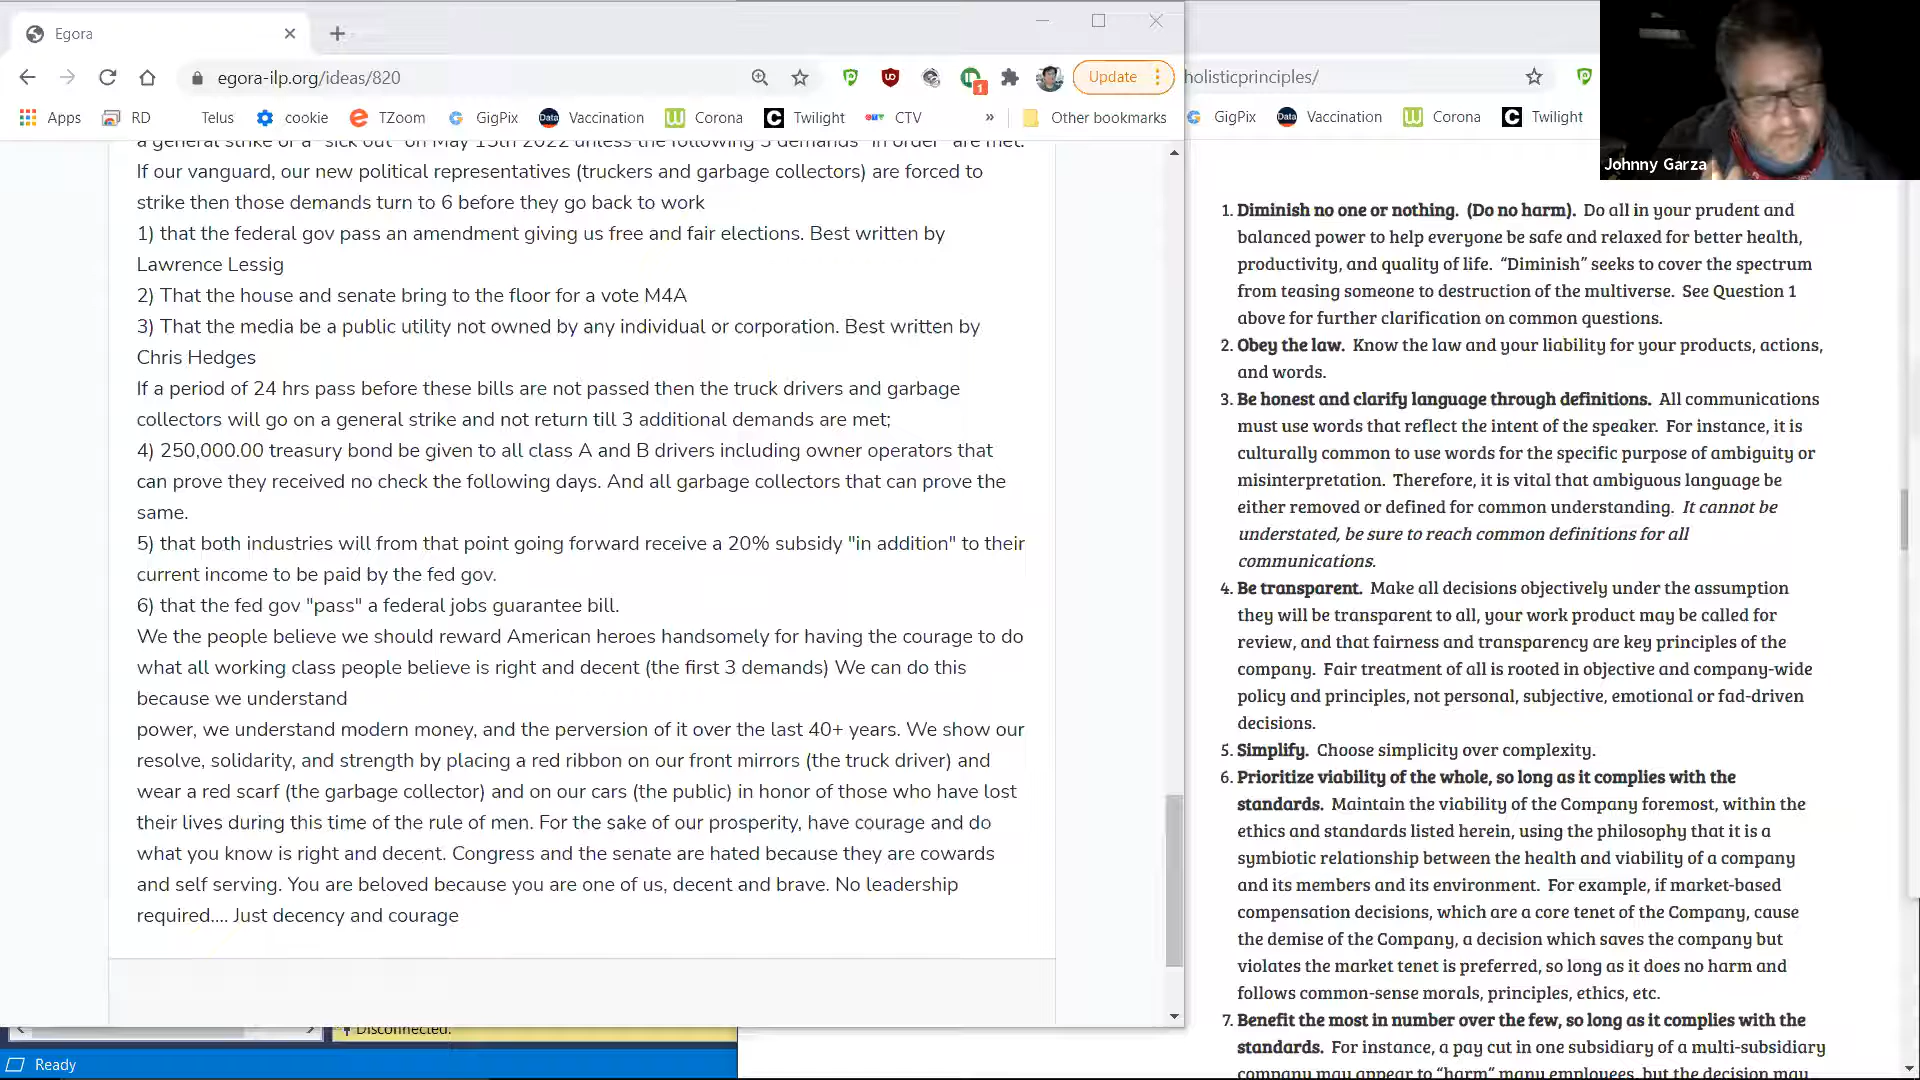 Egora
egora-ilp.org/ideas/820
Update
Apps RD Telus cookie TZoom GigPix Vaccination Corona Twilight CTV » Other bookmarks
a general strike or a "sick out" on May 15th 2022 unless the following 3 demands "in order" are met.
If our vanguard, our new political representatives (truckers and garbage collectors) are forced to
strike then those demands turn to 6 before they go back to work
1) that the federal gov pass an amendment giving us free and fair elections. Best written by
Lawrence Lessig
2) That the house and senate bring to the floor for a vote M4A
3) That the media be a public utility not owned by any individual or corporation. Best written by
Chris Hedges
If a period of 24 hrs pass before these bills are not passed then the truck drivers and garbage
collectors will go on a general strike and not return till 3 additional demands are met;
4) 250,000.00 treasury bond be given to all class A and B drivers including owner operators that
can prove they received no check the following days. And all garbage collectors that can prove the
same.
5) that both industries will from that point going forward receive a 20% subsidy "in addition" to their
current income to be paid by the fed gov.
6) that the fed gov "pass" a federal jobs guarantee bill.
We the people believe we should reward American heroes handsomely for having the courage to do
what all working class people believe is right and decent (the first 3 demands) We can do this
because we understand
power, we understand modern money, and the perversion of it over the last 40+ years. We show our
resolve, solidarity, and strength by placing a red ribbon on our front mirrors (the truck driver) and
wear a red scarf (the garbage collector) and on our cars (the public) in honor of those who have lost
their lives during this time of the rule of men. For the sake of our prosperity, have courage and do
what you know is right and decent. Congress and the senate are hated because they are cowards
and self serving. You are beloved because you are one of us, decent and brave. No leadership
required.... Just decency and courage
Disconnected.
Ready
holisticprinciples/
GigPix Vaccination Corona Twilight
Johnny Garza
1. Diminish no one or nothing. (Do no harm). Do all in your prudent and
balanced power to help everyone be safe and relaxed for better health,
productivity, and quality of life. “Diminish” seeks to cover the spectrum
from teasing someone to destruction of the multiverse. See Question 1
above for further clarification on common questions.
2. Obey the law. Know the law and your liability for your products, actions,
and words.
3. Be honest and clarify language through definitions. All communications
must use words that reflect the intent of the speaker. For instance, it is
culturally common to use words for the specific purpose of ambiguity or
misinterpretation. Therefore, it is vital that ambiguous language be
either removed or defined for common understanding. It cannot be
understated, be sure to reach common definitions for all
communications.
4. Be transparent. Make all decisions objectively under the assumption
they will be transparent to all, your work product may be called for
review, and that fairness and transparency are key principles of the
company. Fair treatment of all is rooted in objective and company-wide
policy and principles, not personal, subjective, emotional or fad-driven
decisions.
5. Simplify. Choose simplicity over complexity.
6. Prioritize viability of the whole, so long as it complies with the
standards. Maintain the viability of the Company foremost, within the
ethics and standards listed herein, using the philosophy that it is a
symbiotic relationship between the health and viability of a company
and its members and its environment. For example, if market-based
compensation decisions, which are a core tenet of the Company, cause
the demise of the Company, a decision which saves the company but
violates the market tenet is preferred, so long as it does no harm and
follows common-sense morals, principles, ethics, etc.
7. Benefit the most in number over the few, so long as it complies with the
standards. For instance, a pay cut in one subsidiary of a multi-subsidiary
company may appear to “harm” many employees, but the decision may